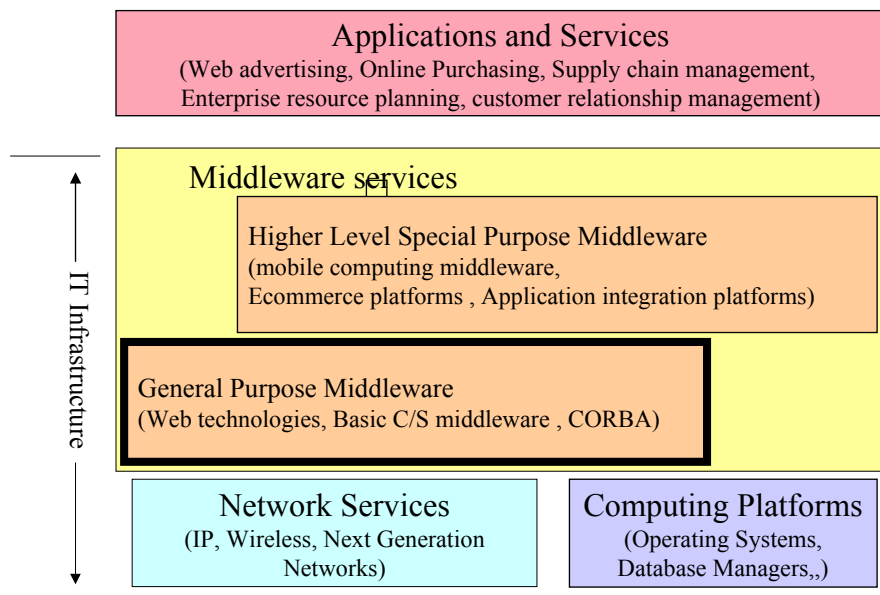 Applications and Services
(Web advertising, Online Purchasing, Supply chain management,
Enterprise resource planning, customer relationship management)
Middleware services
Higher Level Special Purpose Middleware
(mobile computing middleware,
Ecommerce platforms , Application integration platforms)
IT Infrastructure
General Purpose Middleware
(Web technologies, Basic C/S middleware , CORBA)
Network Services
(IP, Wireless, Next Generation
Networks)
Computing Platforms
(Operating Systems,
Database Managers,,)